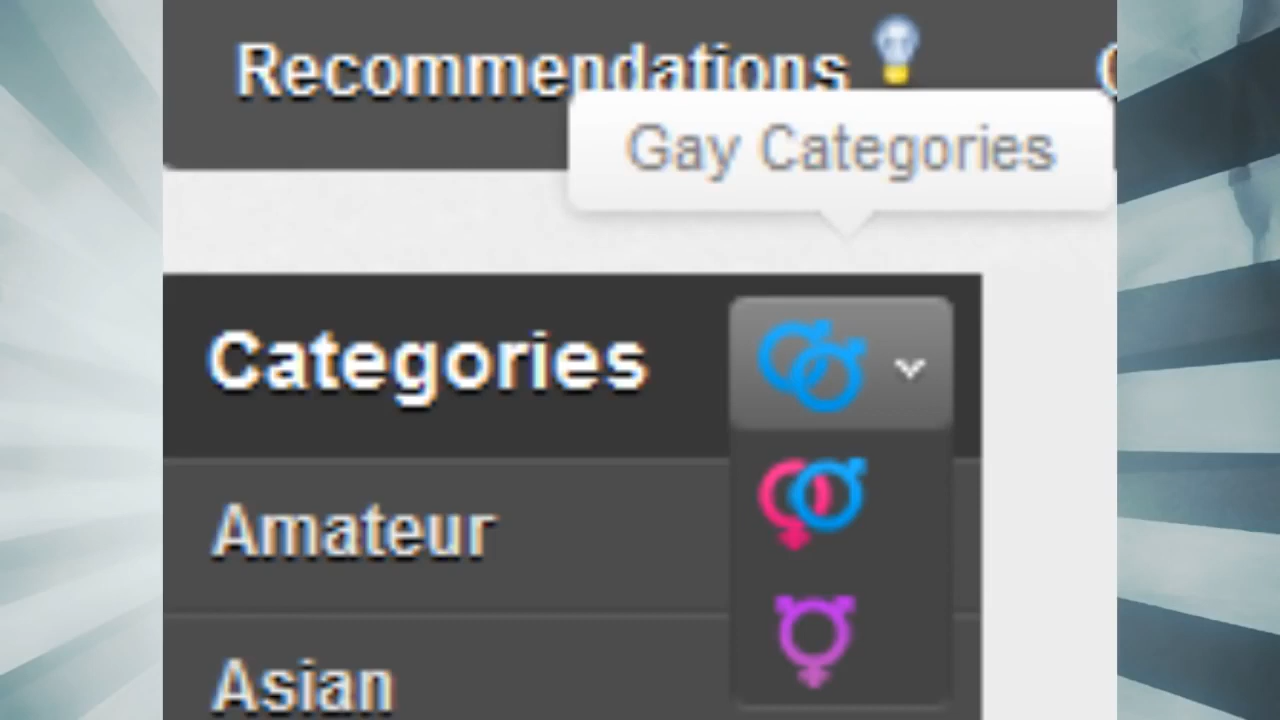 Recommendations
Gay Categories
Categories
Amateur
Asian